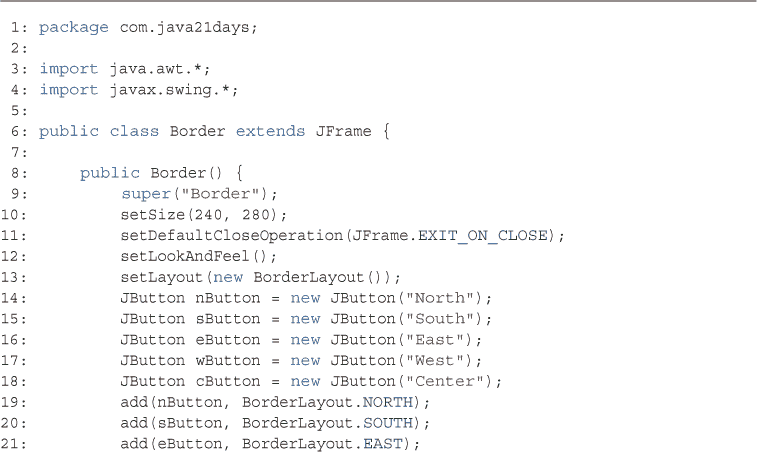 1: package com.java21days;
2:
3: import java.awt.*;
4: import javax.swing.*;
5:
6: public class Border extends JFrame {
7:
8:     public Border() {
9:         super("Border");
10:         setSize(240, 280);
11:         setDefaultCloseOperation(JFrame.EXIT_ON_CLOSE);
12:         setLookAndFeel();
13:         setLayout(new BorderLayout());
14:         JButton nButton = new JButton("North");
15:         JButton sButton = new JButton("South");
16:         JButton eButton = new JButton("East");
17:         JButton wButton = new JButton("West");
18:         JButton cButton = new JButton("Center");
19:         add(nButton, BorderLayout.NORTH);
20:         add(sButton, BorderLayout.SOUTH);
21:         add(eButton, BorderLayout.EAST);